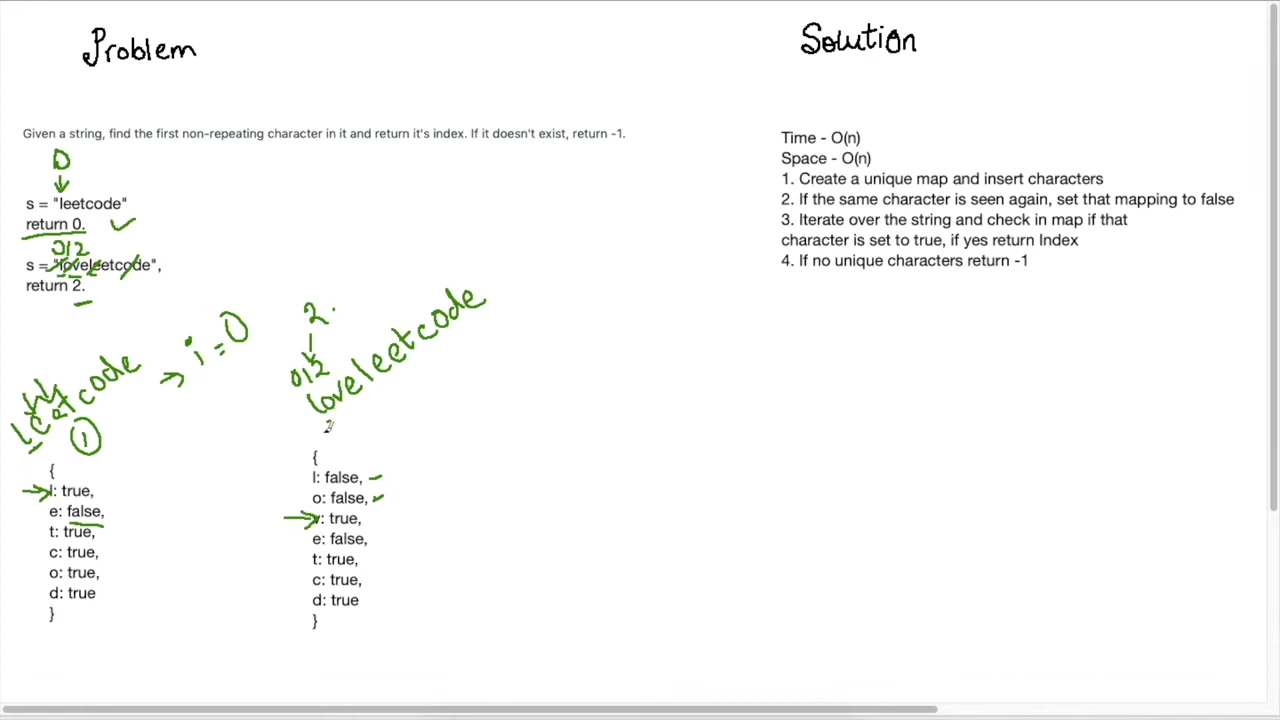 Problem
Given a string, find the first non-repeating character in it and return it's index. If it doesn't exist, return -1.
0
s = "leetcode"
return 0.
012
s = "loveleetcode",
return 2.
leetcode → i = 0
1
{
l: true,
e: false,
t: true,
c: true,
o: true,
d: true
}
2
012
loveleetcode
{
l: false,
o: false,
v: true,
e: false,
t: true,
c: true,
d: true
}
Solution
Time - O(n)
Space - O(n)
1. Create a unique map and insert characters
2. If the same character is seen again, set that mapping to false
3. Iterate over the string and check in map if that
character is set to true, if yes return Index
4. If no unique characters return -1